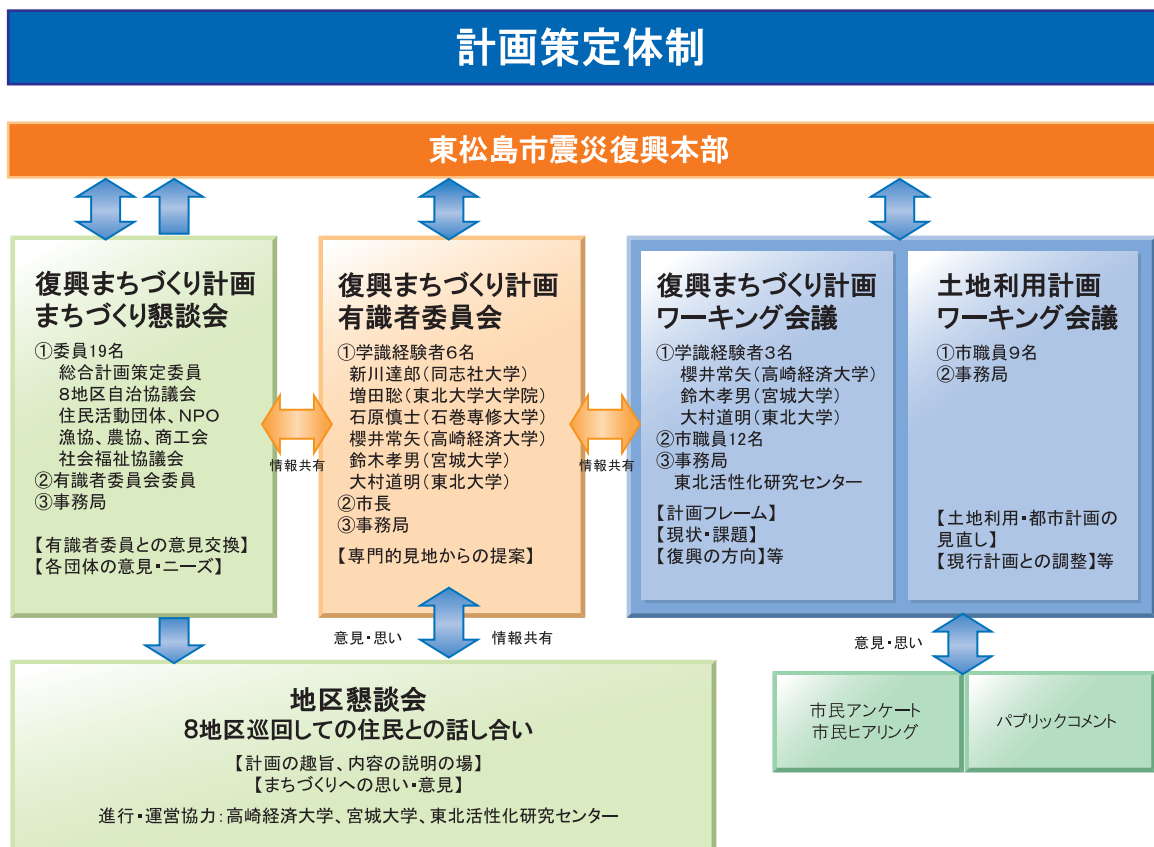 計画策定体制
東松島市震災復興本部
復興まちづくり計画
まちづくり懇談会
①委員19名
総合計画策定委員
8地区自治協議会
住民活動団体、NPO
漁協、農協、商工会
社会福祉協議会
②有識者委員会委員
③事務局
【有識者委員との意見交換】
【各団体の意見・ニーズ】
情報共有
復興まちづくり計画
有識者委員会
①学識経験者6名
新川達郎(同志社大学)
増田聡(東北大学大学院)
石原慎士(石巻専修大学)
櫻井常矢(高崎経済大学)
鈴木孝男(宮城大学)
大村道明(東北大学)
②市長
③事務局
【専門的見地からの提案】
情報共有
復興まちづくり計画
ワーキング会議
①学識経験者3名
櫻井常矢(高崎経済大学)
鈴木孝男(宮城大学)
大村道明(東北大学)
②市職員12名
③事務局
東北活性化研究センター
【計画フレーム】
【現状・課題】
【復興の方向】等
土地利用計画
ワーキング会議
①市職員9名
②事務局
【土地利用・都市計画の
見直し】
【現行計画との調整】等
意見・思い
情報共有
意見・思い
地区懇談会
8地区巡回しての住民との話し合い
【計画の趣旨、内容の説明の場】
【まちづくりへの思い・意見】
進行・運営協力:高崎経済大学、宮城大学、東北活性化研究センター
市民アンケート
市民ヒアリング
パブリックコメント